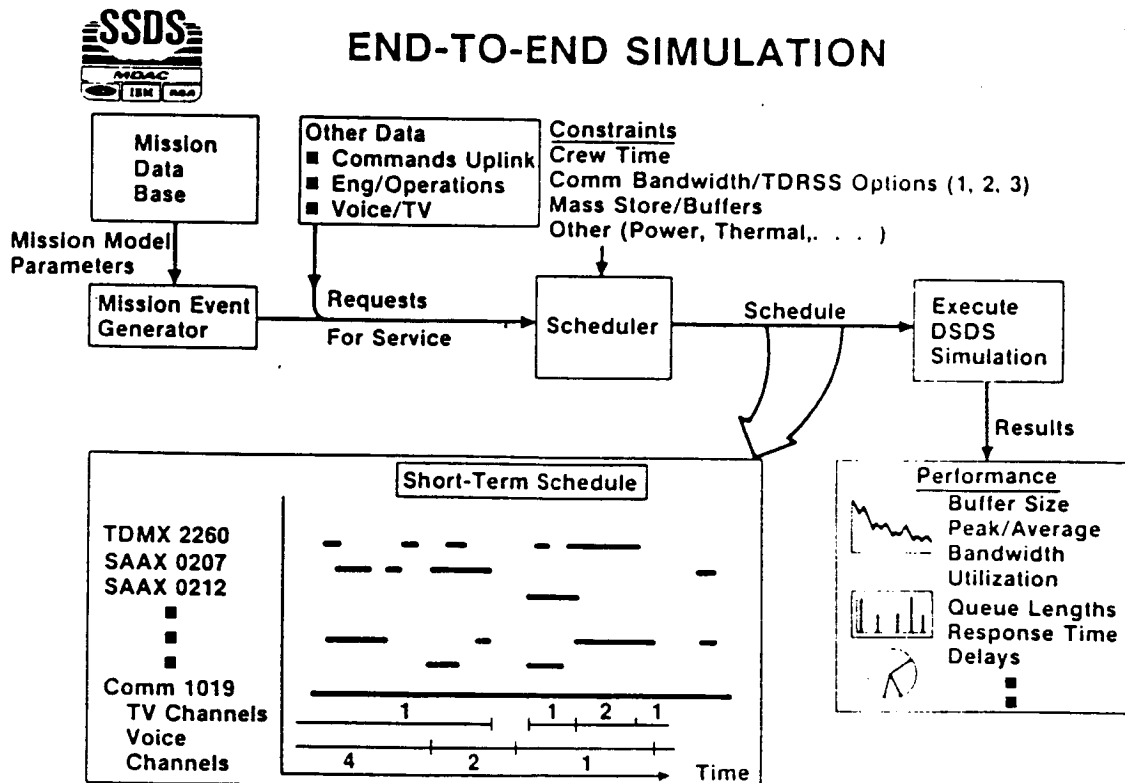 SSDS
MDAC
IBM
END-TO-END SIMULATION
Mission
Data
Base
Other Data
■ Commands Uplink
■ Eng/Operations
■ Voice/TV
Constraints
Crew Time
Comm Bandwidth/TDRSS Options (1, 2, 3)
Mass Store/Buffers
Other (Power, Thermal,. . . . )
Mission Model
Parameters
Mission Event
Generator
Requests
For Service
Scheduler
Schedule
Execute
DSDS
Simulation
Results
Short-Term Schedule
TDMX 2260
SAAX 0207
SAAX 0212
■
■
■
Comm 1019
TV Channels
1 1 2 1
Voice
Channels
4 2 1
Time
Performance
Buffer Size
Peak/Average
Bandwidth
Utilization
Queue Lengths
Response Time
Delays
■
■